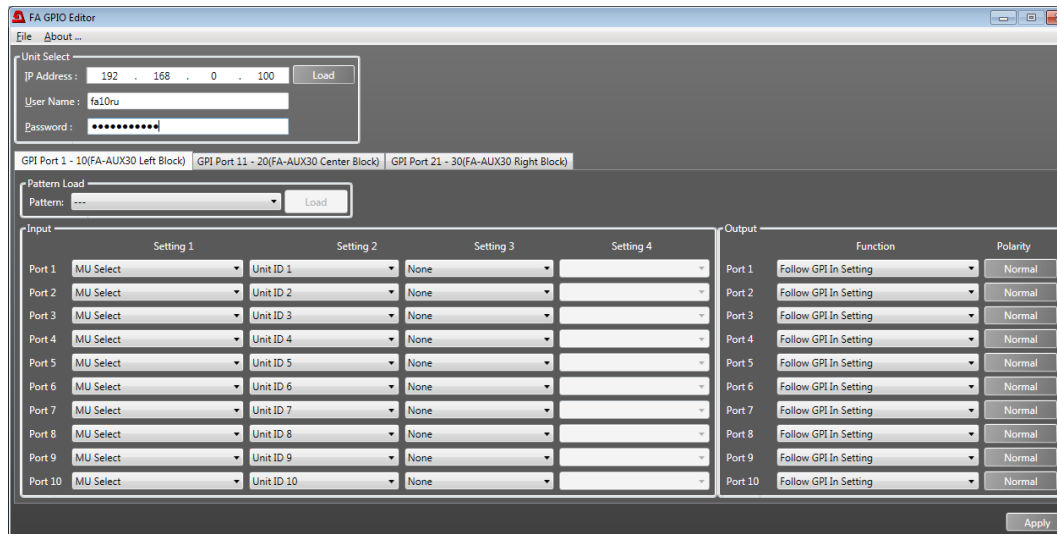 FA GPIO Editor
File About ...
Unit Select
IP Address : 192 . 168 . 0 . 100 Load
User Name : fa10ru
Password : ●●●●●●●●●●●
GPI Port 1 - 10(FA-AUX30 Left Block) GPI Port 11 - 20(FA-AUX30 Center Block) GPI Port 21 - 30(FA-AUX30 Right Block)
Pattern Load
Pattern: --- Load
Input Output
Setting 1 Setting 2 Setting 3 Setting 4 Function Polarity
Port 1 MU Select Unit ID 1 None Port 1 Follow GPI In Setting Normal
Port 2 MU Select Unit ID 2 None Port 2 Follow GPI In Setting Normal
Port 3 MU Select Unit ID 3 None Port 3 Follow GPI In Setting Normal
Port 4 MU Select Unit ID 4 None Port 4 Follow GPI In Setting Normal
Port 5 MU Select Unit ID 5 None Port 5 Follow GPI In Setting Normal
Port 6 MU Select Unit ID 6 None Port 6 Follow GPI In Setting Normal
Port 7 MU Select Unit ID 7 None Port 7 Follow GPI In Setting Normal
Port 8 MU Select Unit ID 8 None Port 8 Follow GPI In Setting Normal
Port 9 MU Select Unit ID 9 None Port 9 Follow GPI In Setting Normal
Port 10 MU Select Unit ID 10 None Port 10 Follow GPI In Setting Normal
Apply